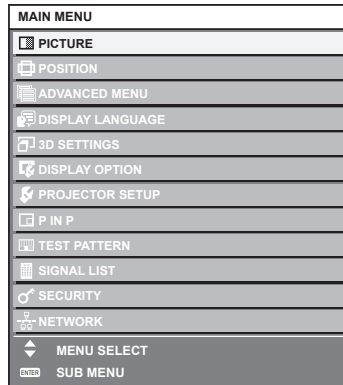 MAIN MENU
PICTURE
POSITION
ADVANCED MENU
DISPLAY LANGUAGE
3D SETTINGS
DISPLAY OPTION
PROJECTOR SETUP
P IN P
TEST PATTERN
SIGNAL LIST
SECURITY
NETWORK
MENU SELECT
ENTER SUB MENU